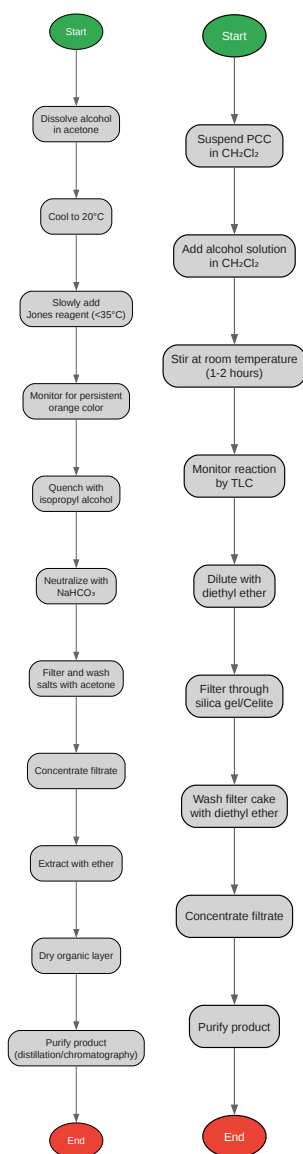 Start
Dissolve alcohol
in acetone
Cool to 20°C
Slowly add
Jones reagent (<35°C)
Monitor for persistent
orange color
Quench with
isopropyl alcohol
Neutralize with
NaHCO₃
Filter and wash
salts with acetone
Concentrate filtrate
Extract with ether
Dry organic layer
Purify product
(distillation/chromatography)
End
Start
Suspend PCC
in CH₂Cl₂
Add alcohol solution
in CH₂Cl₂
Stir at room temperature
(1-2 hours)
Monitor reaction
by TLC
Dilute with
diethyl ether
Filter through
silica gel/Celite
Wash filter cake
with diethyl ether
Concentrate filtrate
Purify product
End